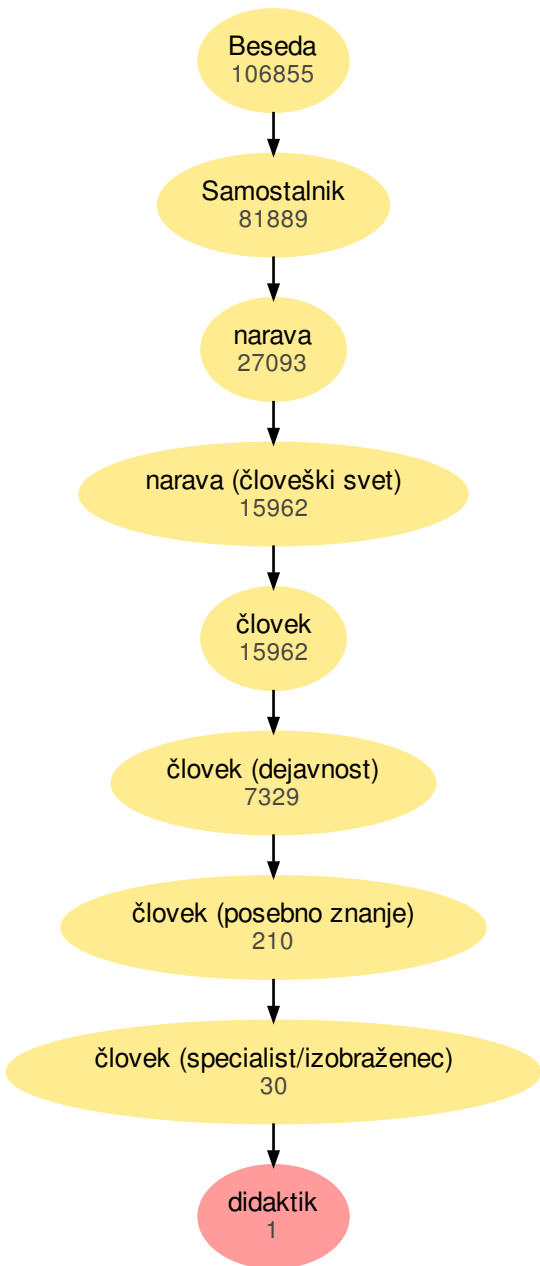 Beseda
106855
Samostalnik
81889
narava
27093
narava (človeški svet)
15962
človek
15962
človek (dejavnost)
7329
človek (posebno znanje)
210
človek (specialist/izobraženec)
30
didaktik
1